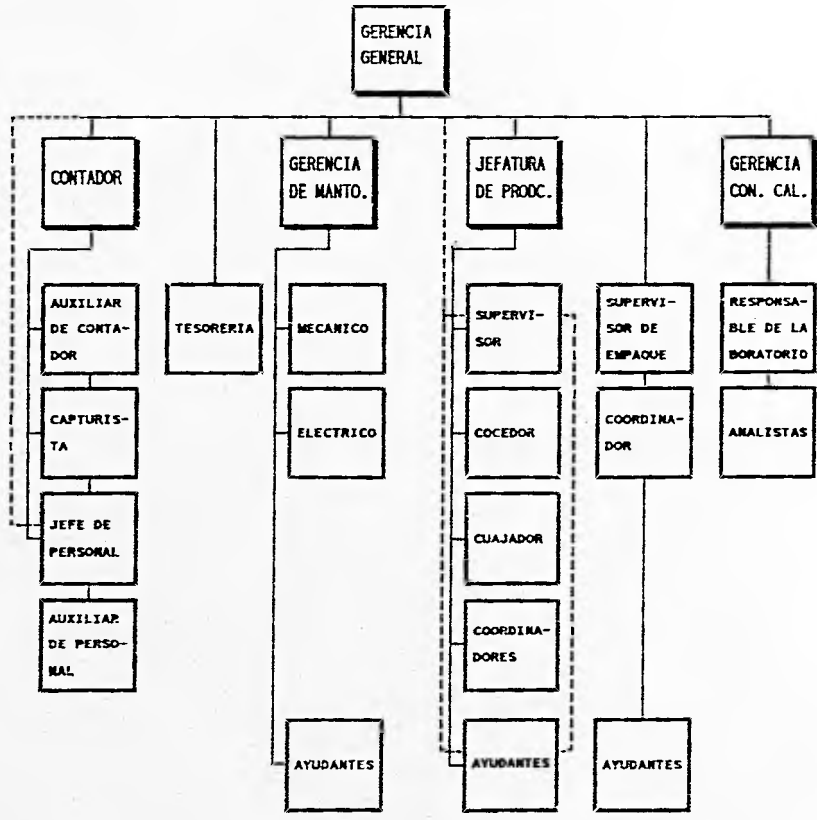 GERENCIA
GENERAL
CONTADOR
GERENCIA
DE MANTO.
JEFATURA
DE PRODC.
GERENCIA
CON. CAL.
AUXILIAR
DE CONTA-
DOR
TESORERIA
MECANICO
SUPERVI-
SOR
SUPERVI-
SOR DE
EMPAQUE
RESPONSA-
BLE DE LA
BORATORIO
CAPTURIS-
TA
ELECTRICO
COCEDOR
COORDINA-
DOR
ANALISTAS
JEFE DE
PERSONAL
CUAJADOR
AUXILIAR
DE PERSO-
NAL
COORDINA-
DORES
AYUDANTES
AYUDANTES
AYUDANTES